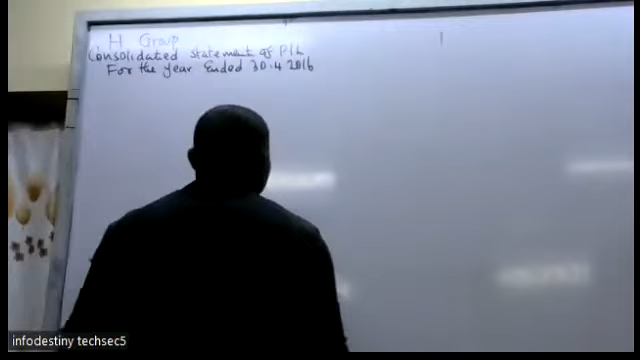 H Group
Consolidated statement of P/L
For the year Ended 30.4.2016
infodestiny techsec5